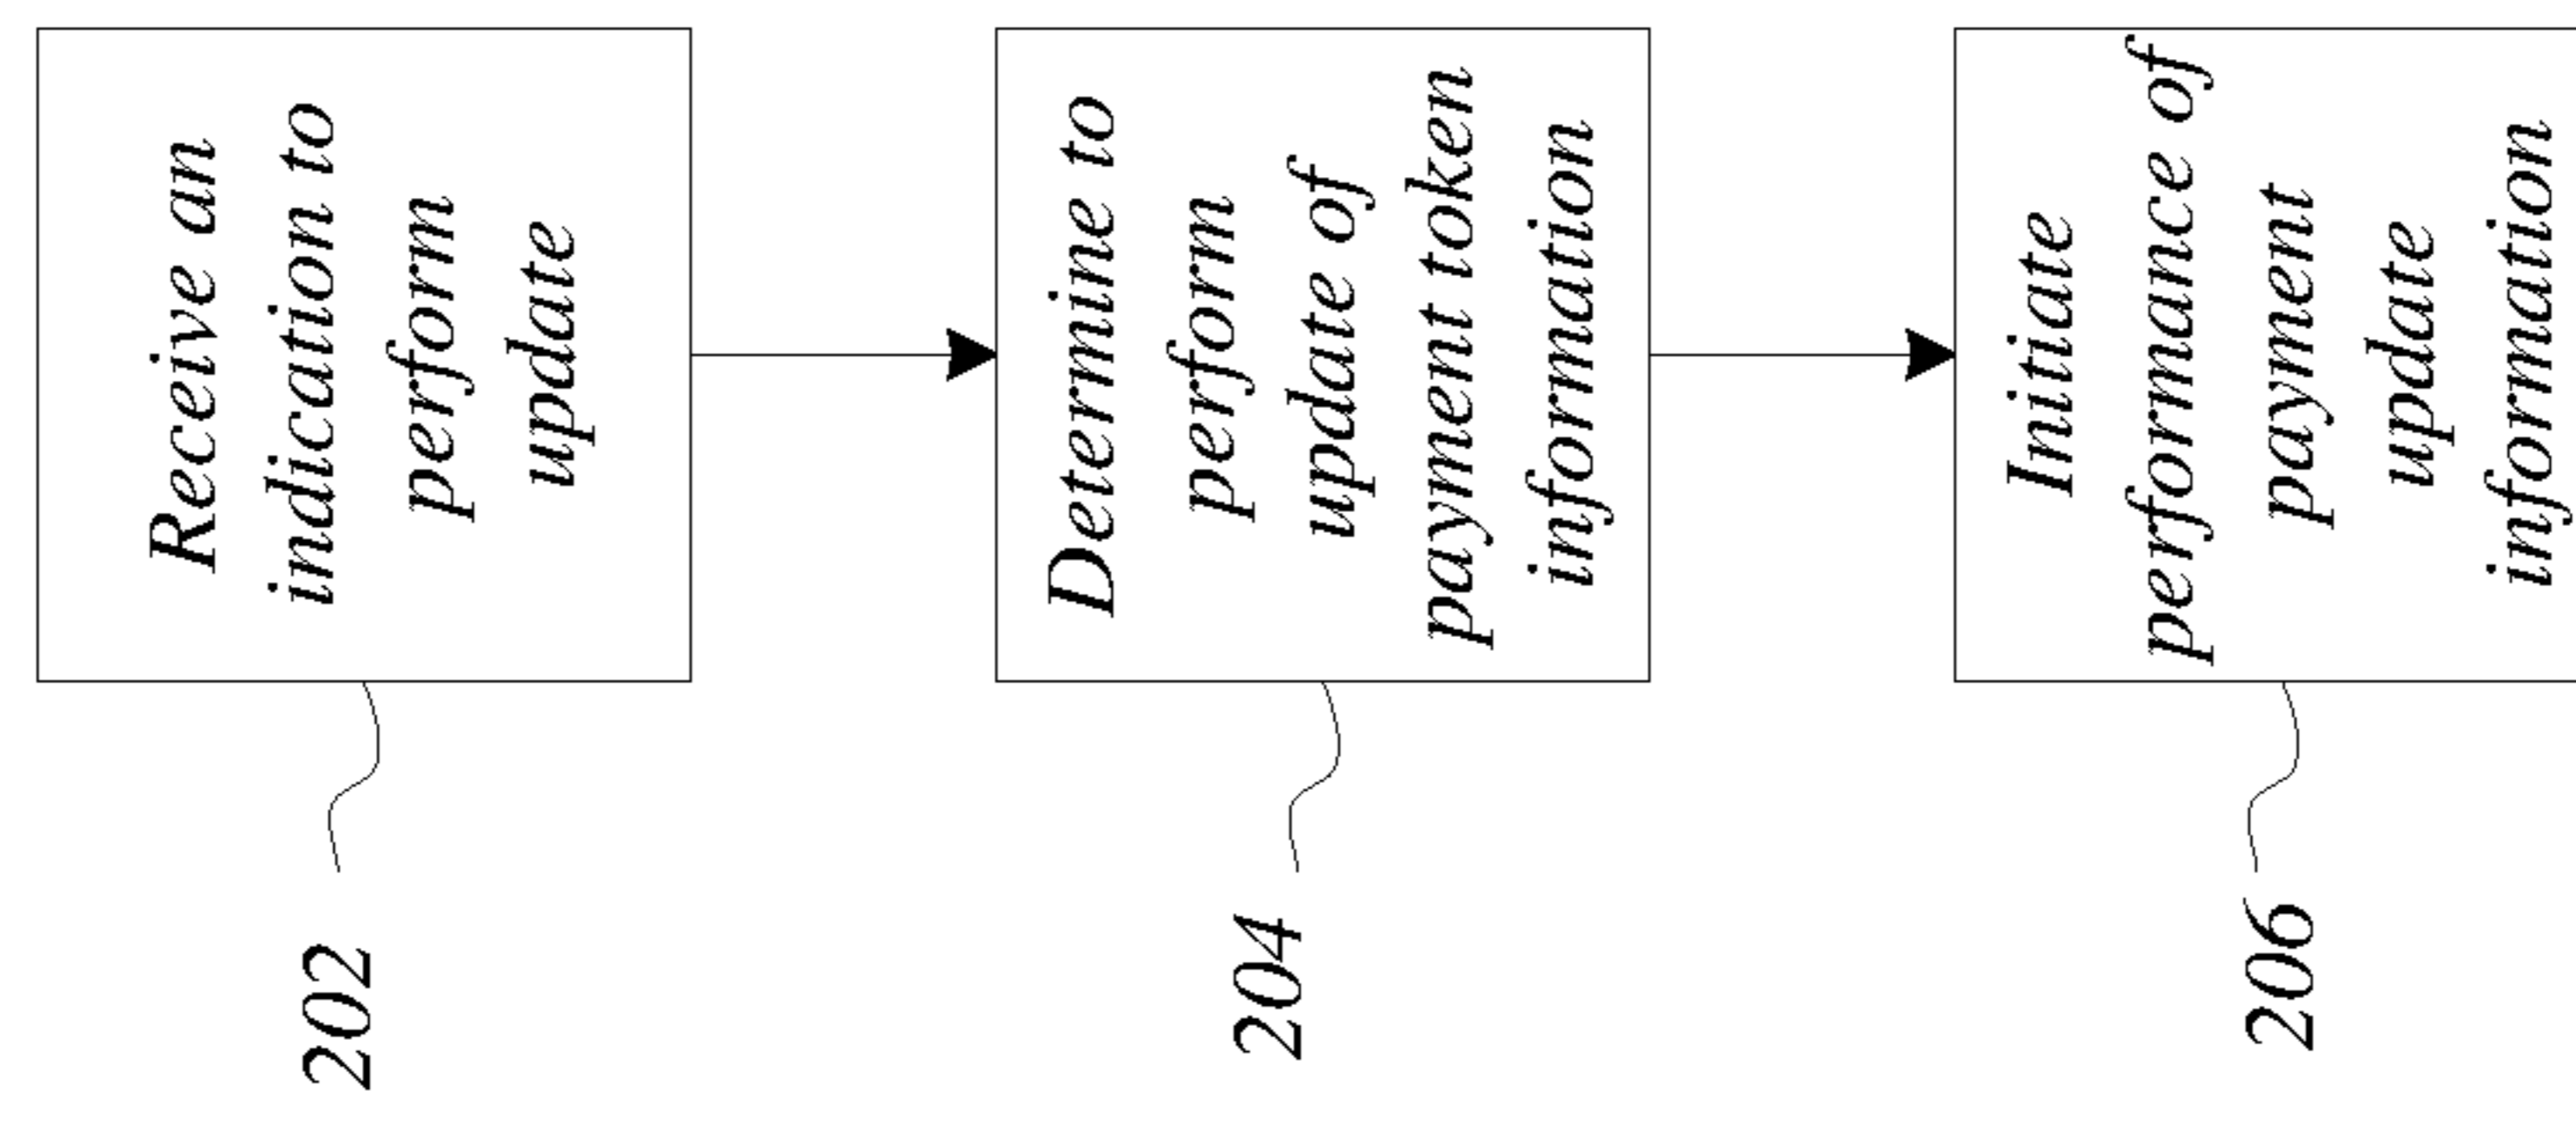 Receive an
indication to
perform
update
202
Determine to
perform
update of
payment token
information
204
Initiate
performance of
payment
update
information
206